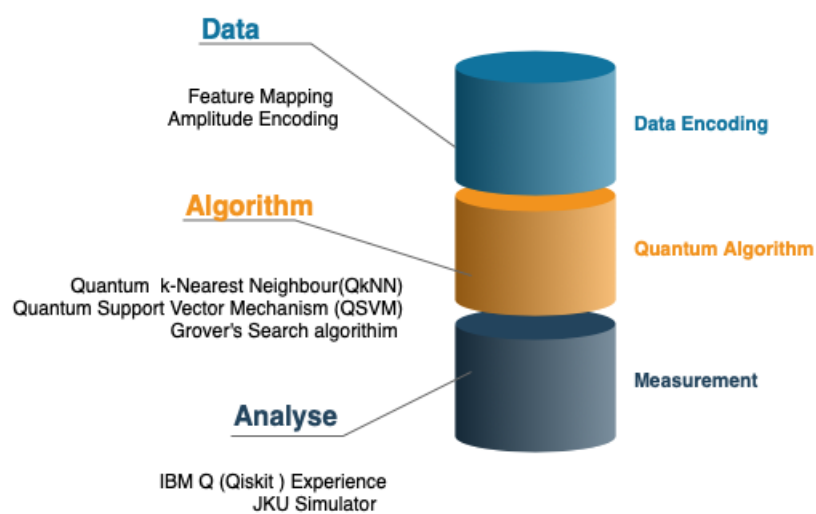 Data
Feature Mapping
Amplitude Encoding
Data Encoding
Algorithm
Quantum k-Nearest Neighbour(QkNN)
Quantum Support Vector Mechanism (QSVM)
Grover's Search algorithim
Quantum Algorithm
Analyse
IBM Q (Qiskit ) Experience
JKU Simulator
Measurement